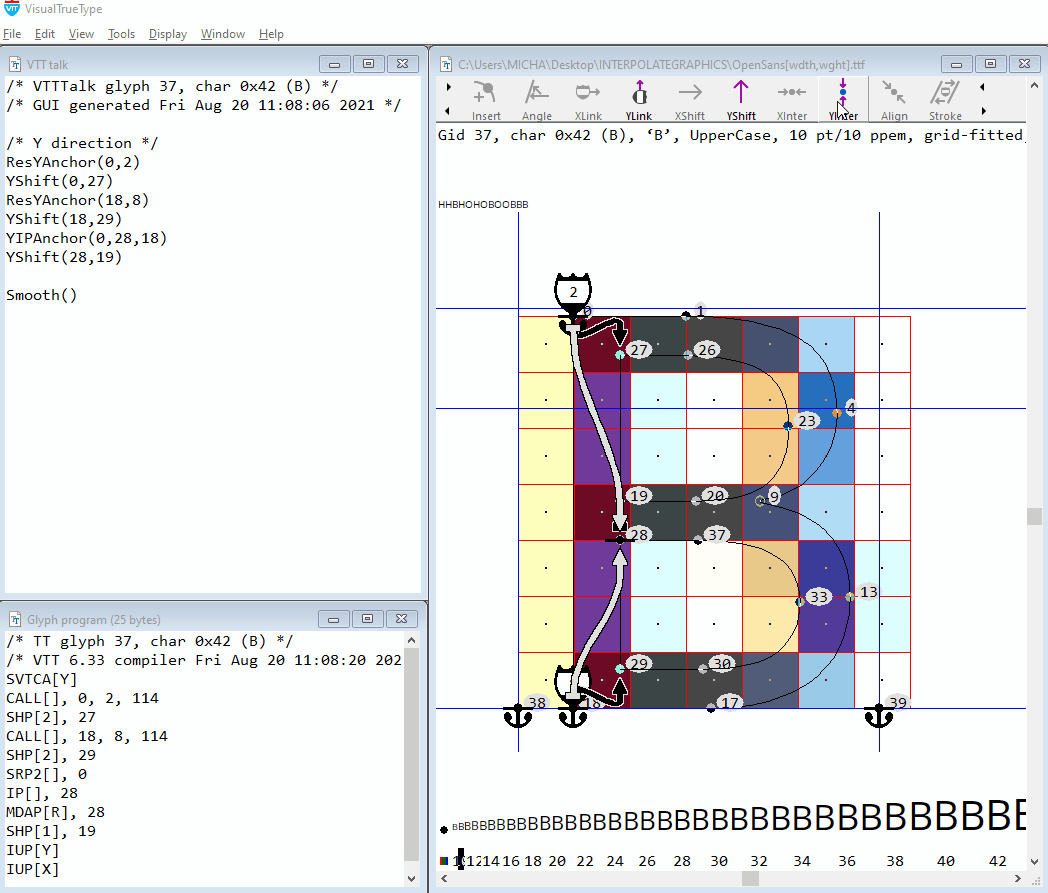 VisualTrueType
File Edit View Tools Display Window Help
VTT talk
/* VTTTalk glyph 37, char 0x42 (B) */
/* GUI generated Fri Aug 20 11:08:06 2021 */
/* Y direction */
ResYAnchor(0,2)
YShift(0,27)
ResYAnchor(18,8)
YShift(18,29)
YIPAnchor(0,28,18)
YShift(28,19)
Smooth()
Glyph program (25 bytes)
/* TT glyph 37, char 0x42 (B) */
/* VTT 6.33 compiler Fri Aug 20 11:08:20 202
SVTCA[Y]
CALL[], 0, 2, 114
SHP[2], 27
CALL[], 18, 8, 114
SHP[2], 29
SRP2[], 0
IP[], 28
MDAP[R], 28
SHP[1], 19
IUP[Y]
IUP[X]
C:\Users\MICHA\Desktop\INTERPOLATEGRAPHICS\OpenSans[wdth,wght].ttf
Insert Angle XLink YLink XShift YShift XInter YInter Align Stroke
Gid 37, char 0x42 (B), ‘B’, UpperCase, 10 pt/10 ppem, grid-fitted,
HHBHOHOBOOBBB
2
0 1
27 26
4
23
19 20 9
28 37
33 13
29 30
38 18 17 39
BBBBBBBBBBBBBBBBBBBBBBBBBBBBB
12 14 16 18 20 22 24 26 28 30 32 34 36 38 40 42